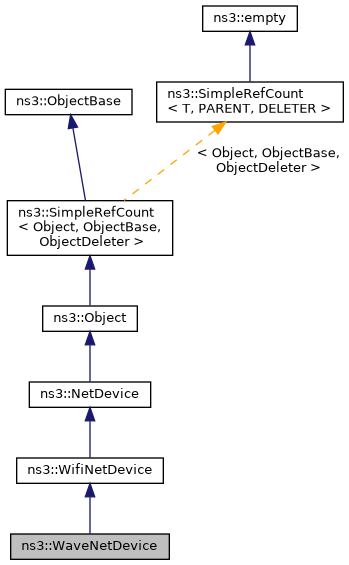 ns3::empty
ns3::ObjectBase
ns3::SimpleRefCount
< T, PARENT, DELETER >
< Object, ObjectBase,
ObjectDeleter >
ns3::SimpleRefCount
< Object, ObjectBase,
ObjectDeleter >
ns3::Object
ns3::NetDevice
ns3::WifiNetDevice
ns3::WaveNetDevice